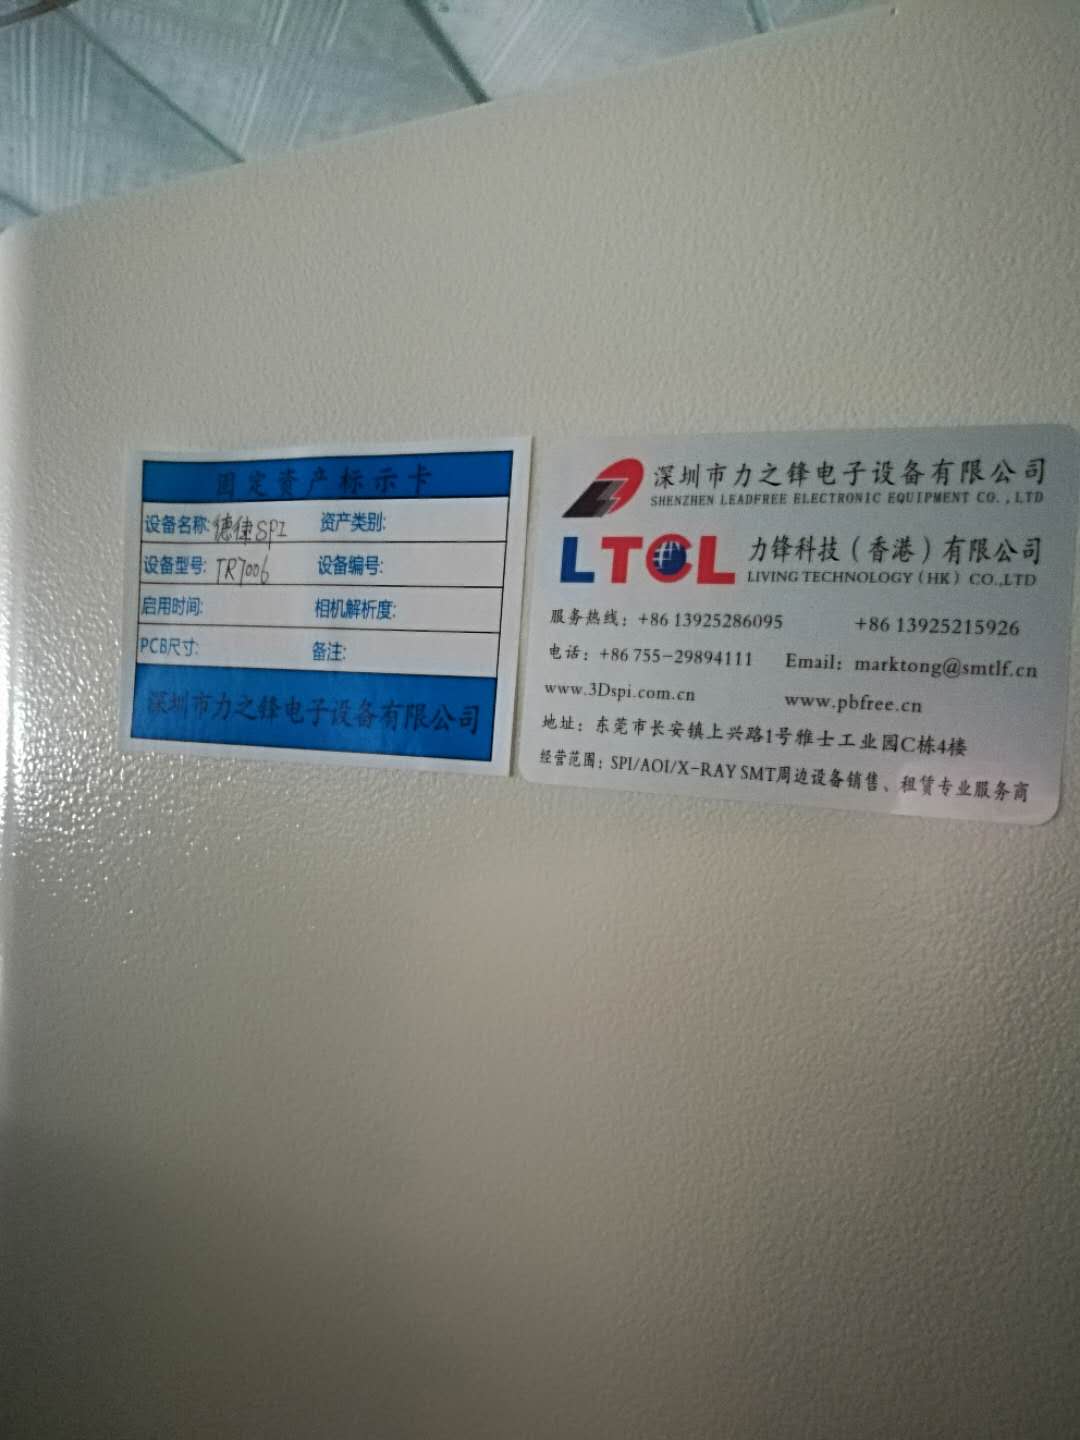 固定资产标示卡
设备名称: 德律SPI 资产类别:
设备型号: TR7006 设备编号:
启用时间: 相机解析度:
PCB尺寸: 备注:
深圳市力之锋电子设备有限公司
深圳市力之锋电子设备有限公司
SHENZHEN LEADFREE ELECTRONIC EQUIPMENT CO.,LTD
LTCL 力锋科技（香港）有限公司
LIVING TECHNOLOGY（HK）CO.,LTD
服务热线：+86 13925286095 +86 13925215926
电话：+86 755-29894111 Email：marktong@smtlf.cn
www.3Dspi.com.cn www.pbfree.cn
地址：东莞市长安镇上兴路1号雅士工业园C栋4楼
经营范围：SPI/AOI/X-RAY SMT周边设备销售、租赁专业服务商